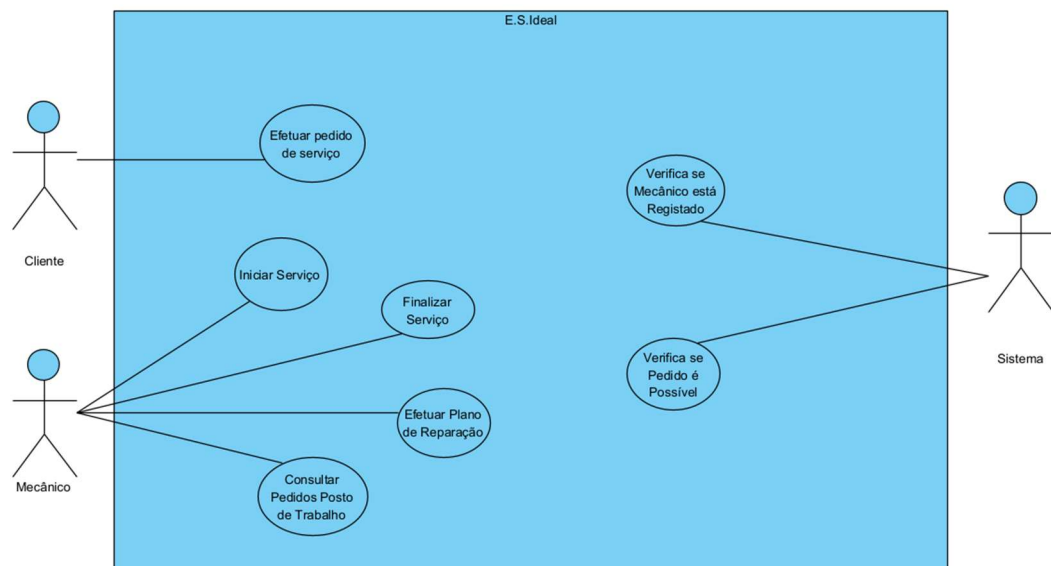 E.S.Ideal
Efetuar pedido
de serviço
Verifica se
Mecânico está
Registado
Cliente
Iniciar Serviço
Finalizar
Serviço
Verifica se
Pedido é
Possível
Sistema
Efetuar Plano
de Reparação
Mecânico
Consultar
Pedidos Posto
de Trabalho